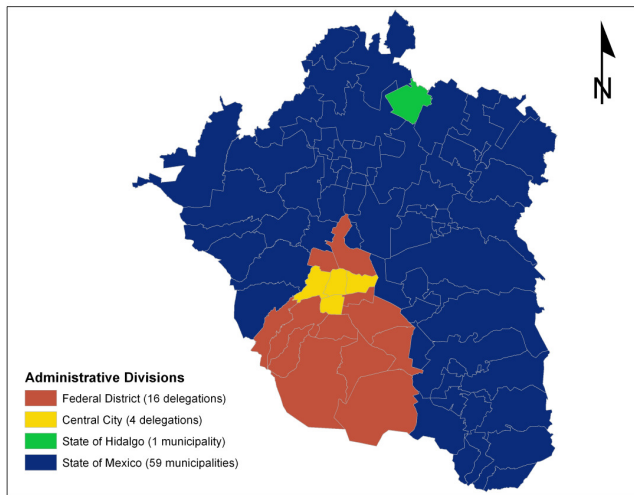 N
Administrative Divisions
Federal District (16 delegations)
Central City (4 delegations)
State of Hidalgo (1 municipality)
State of Mexico (59 municipalities)